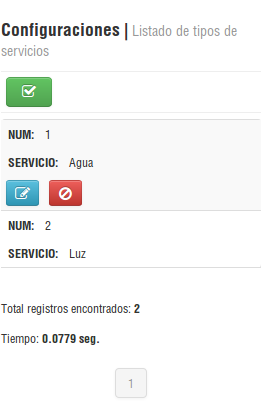 Configuraciones | Listado de tipos de
servicios
NUM: 1
SERVICIO: Agua
NUM: 2
SERVICIO: Luz
Total registros encontrados: 2
Tiempo: 0.0779 seg.
1